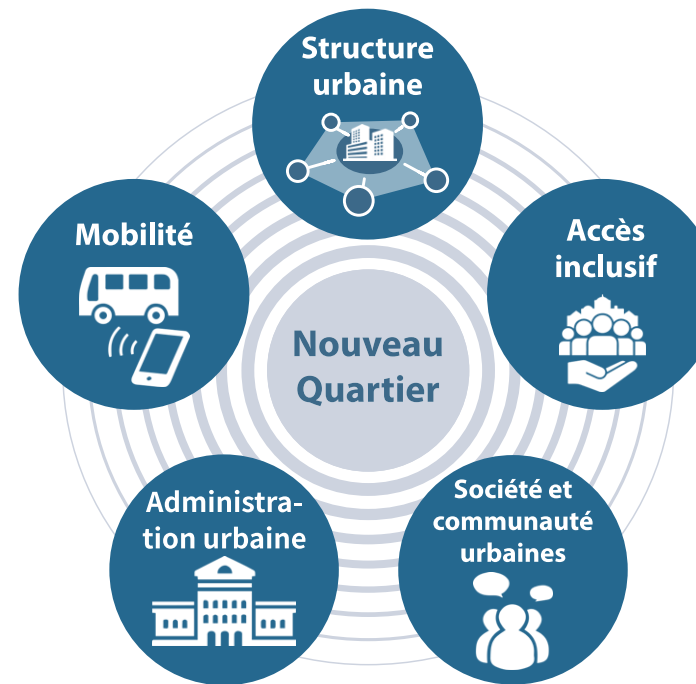 Structure
urbaine
Mobilité
Accès
inclusif
Nouveau
Quartier
Administra-
tion urbaine
Société et
communauté
urbaines